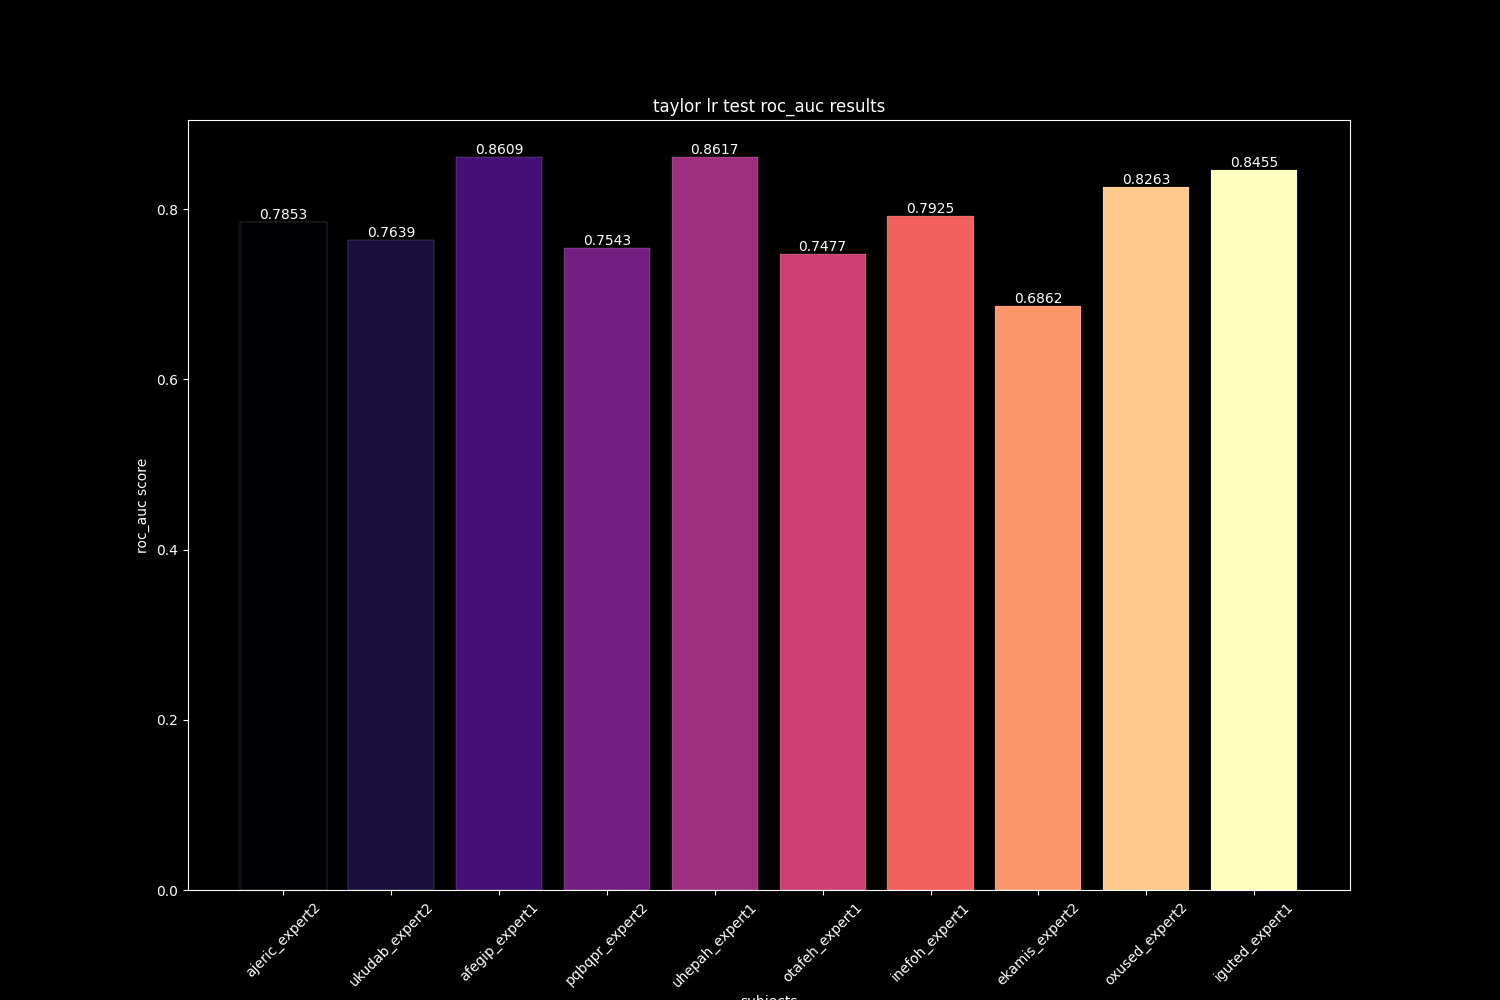 taylor lr test roc_auc results
0.7853
0.7639
0.8609
0.7543
0.8617
0.7477
0.7925
0.6862
0.8263
0.8455
0.8
0.6
0.4
0.2
0.0
roc_auc score
ajeric_expert2
ukudab_expert2
afegip_expert1
pqbqpr_expert2
uhepah_expert1
otafeh_expert1
inefoh_expert1
ekamis_expert2
oxused_expert2
iguted_expert1
subjects